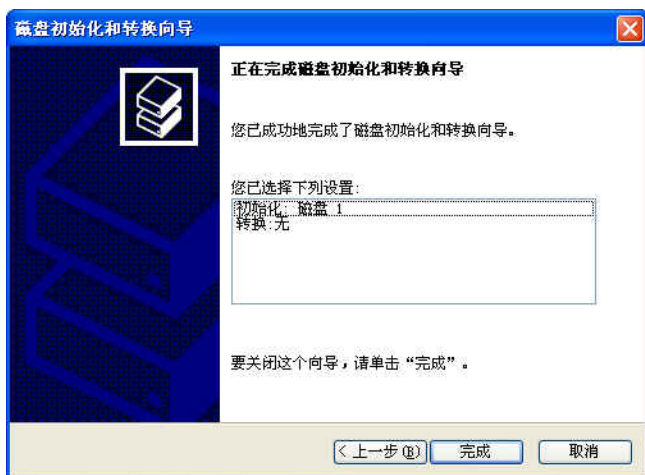 磁盘初始化和转换向导
正在完成磁盘初始化和转换向导
您已成功地完成了磁盘初始化和转换向导。
您已选择下列设置:
初始化: 磁盘 1
转换:无
要关闭这个向导，请单击“完成”。
< 上一步(B)
完成
取消